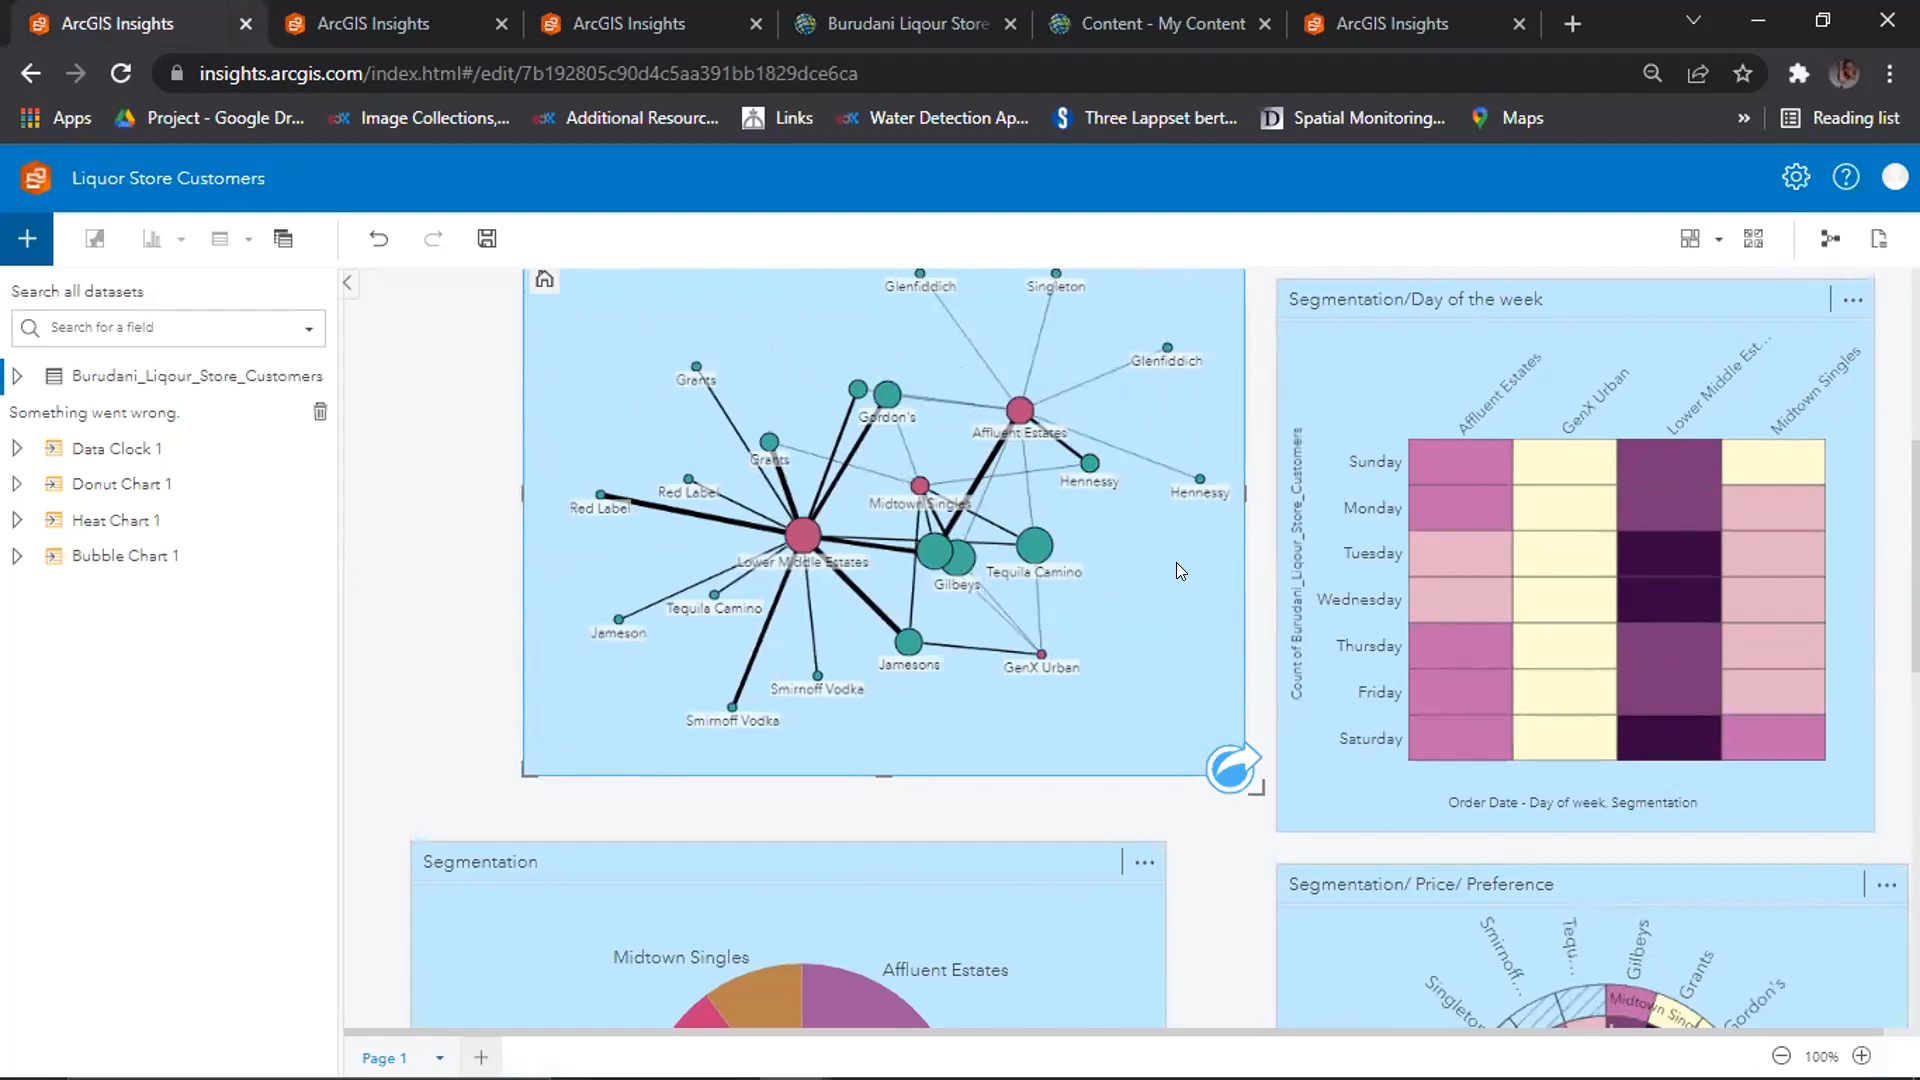 ArcGIS Insights
ArcGIS Insights
ArcGIS Insights
Burudani Liqour Store
Content - My Content
ArcGIS Insights
insights.arcgis.com/index.html#/edit/7b192805c90d4c5aa391bb1829dce6ca
Apps
Project - Google Dr...
Image Collections,...
Additional Resourc...
Links
Water Detection Ap...
Three Lappset bert...
Spatial Monitoring...
Maps
»
Reading list
Liquor Store Customers
Search all datasets
Search for a field
Burudani_Liqour_Store_Customers
Something went wrong.
Data Clock 1
Donut Chart 1
Heat Chart 1
Bubble Chart 1
Glenfiddich
Singleton
Glenfiddich
Grants
Gordon's
Affluent Estates
Grants
Hennessy
Red Label
Hennessy
Red Label
Midtown Singles
Lower Middle Estates
Tequila Camino
Gilbeys
Tequila Camino
Jameson
Jamesons
GenX Urban
Smirnoff Vodka
Smirnoff Vodka
Segmentation/Day of the week
Affluent Estates
GenX Urban
Lower Middle Est...
Midtown Singles
Count of Burudani_Liqour_Store_Customers
Sunday
Monday
Tuesday
Wednesday
Thursday
Friday
Saturday
Order Date - Day of week, Segmentation
Segmentation
Midtown Singles
Affluent Estates
Segmentation/ Price/ Preference
Singleton
Smirnoff...
Tequ...
Gilbeys
Grants
Gordon's
Midtown Sing
Page 1
100%